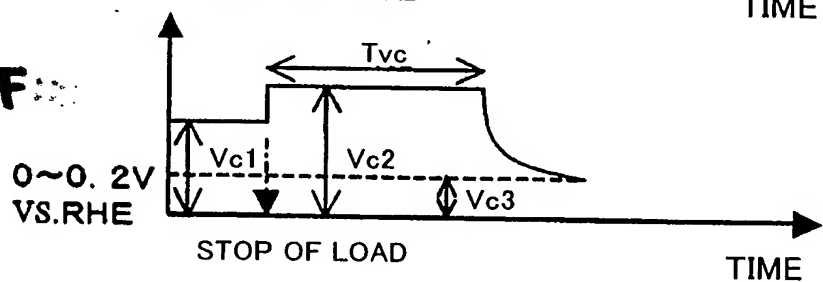 TIME
F
Tvc
Vc1
Vc2
0~0. 2V
Vc3
VS.RHE
STOP OF LOAD
TIME